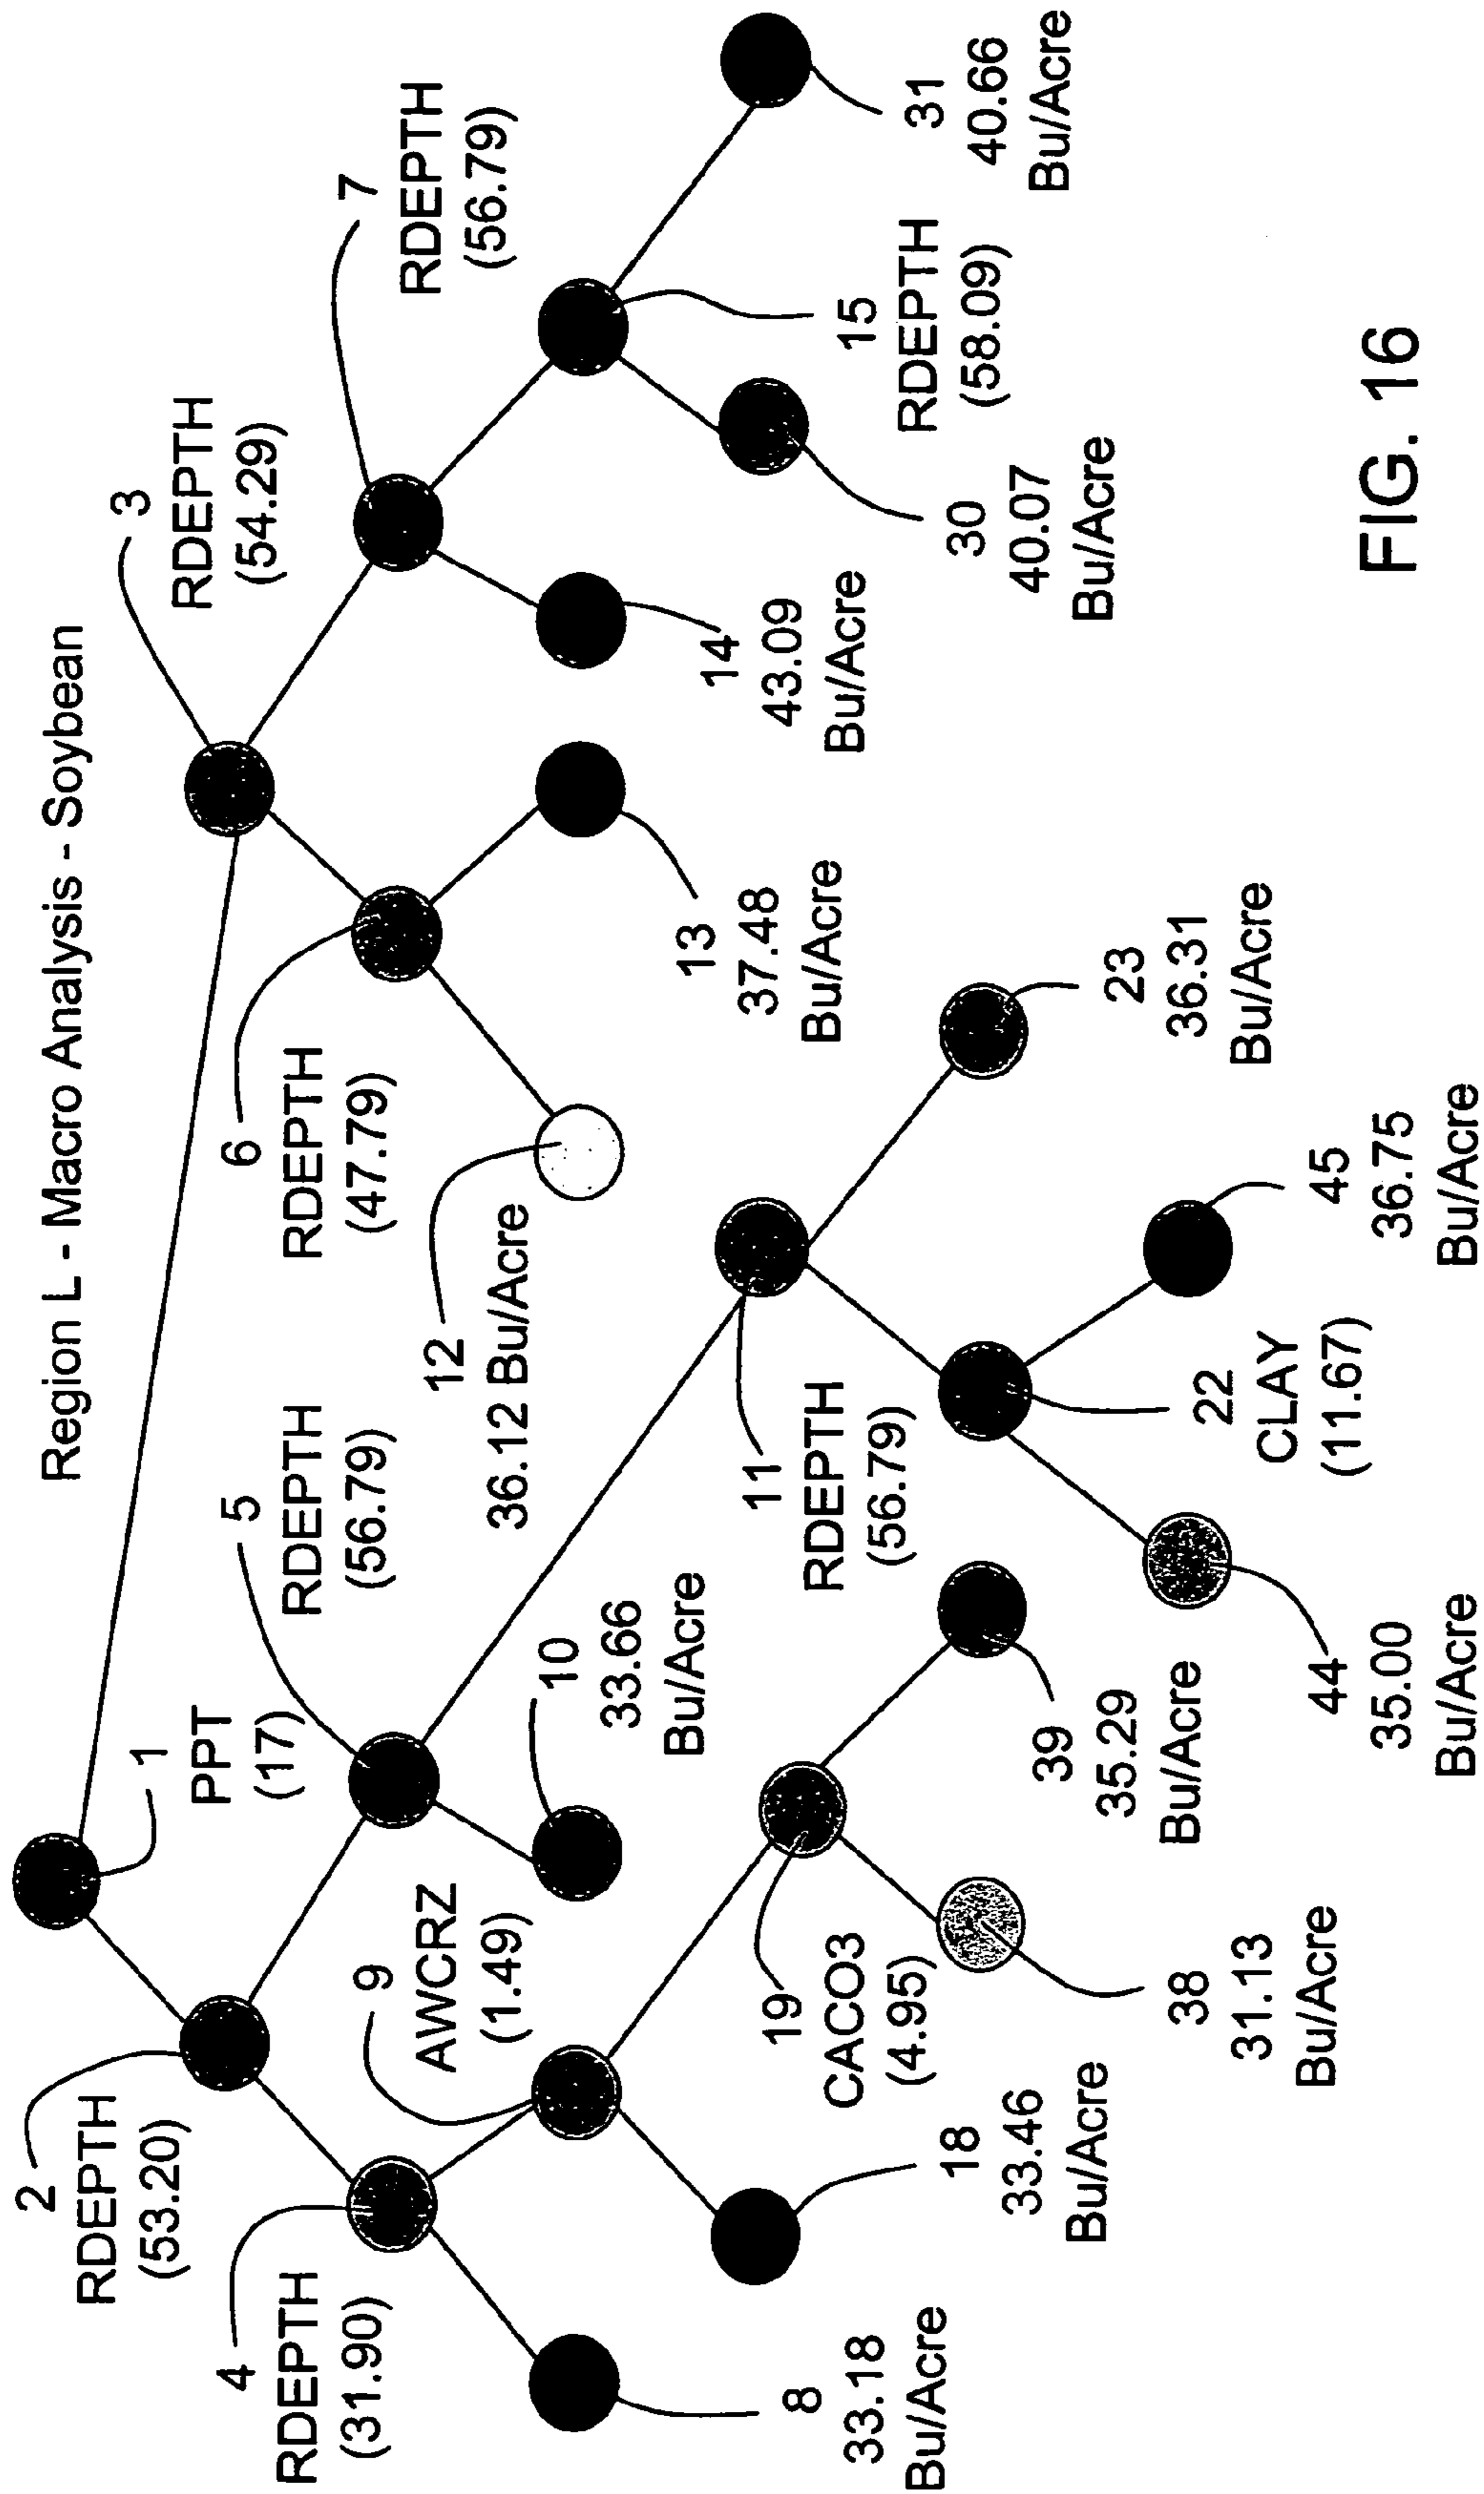 Region L - Macro Analysis - Soybean
1
PPT
(17)
2
RDEPTH
(53.20)
3
RDEPTH
(54.29)
4
RDEPTH
(31.90)
5
RDEPTH
(56.79)
6
RDEPTH
(47.79)
7
RDEPTH
(56.79)
8
33.18
Bu/Acre
9
AWCRZ
(1.49)
10
33.66
Bu/Acre
11
RDEPTH
(56.79)
12
36.12 Bu/Acre
13
37.48
Bu/Acre
14
43.09
Bu/Acre
15
RDEPTH
(58.09)
18
33.46
Bu/Acre
19
CACO3
(4.95)
22
CLAY
(11.67)
23
36.31
Bu/Acre
30
40.07
Bu/Acre
31
40.66
Bu/Acre
38
31.13
Bu/Acre
39
35.29
Bu/Acre
44
35.00
Bu/Acre
45
36.75
Bu/Acre
FIG. 16